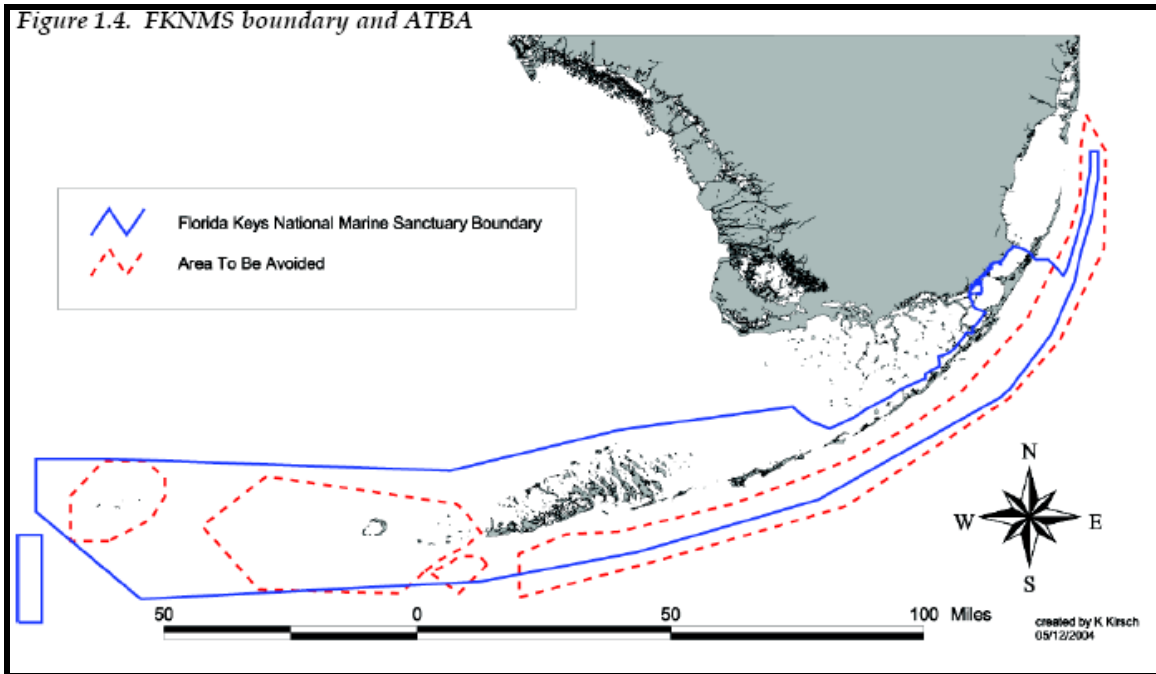 Figure 1.4. FKNMS boundary and ATBA
Florida Keys National Marine Sanctuary Boundary
Area To Be Avoided
N
W E
S
50 0 50 100 Miles
created by K Kirsch
05/12/2004